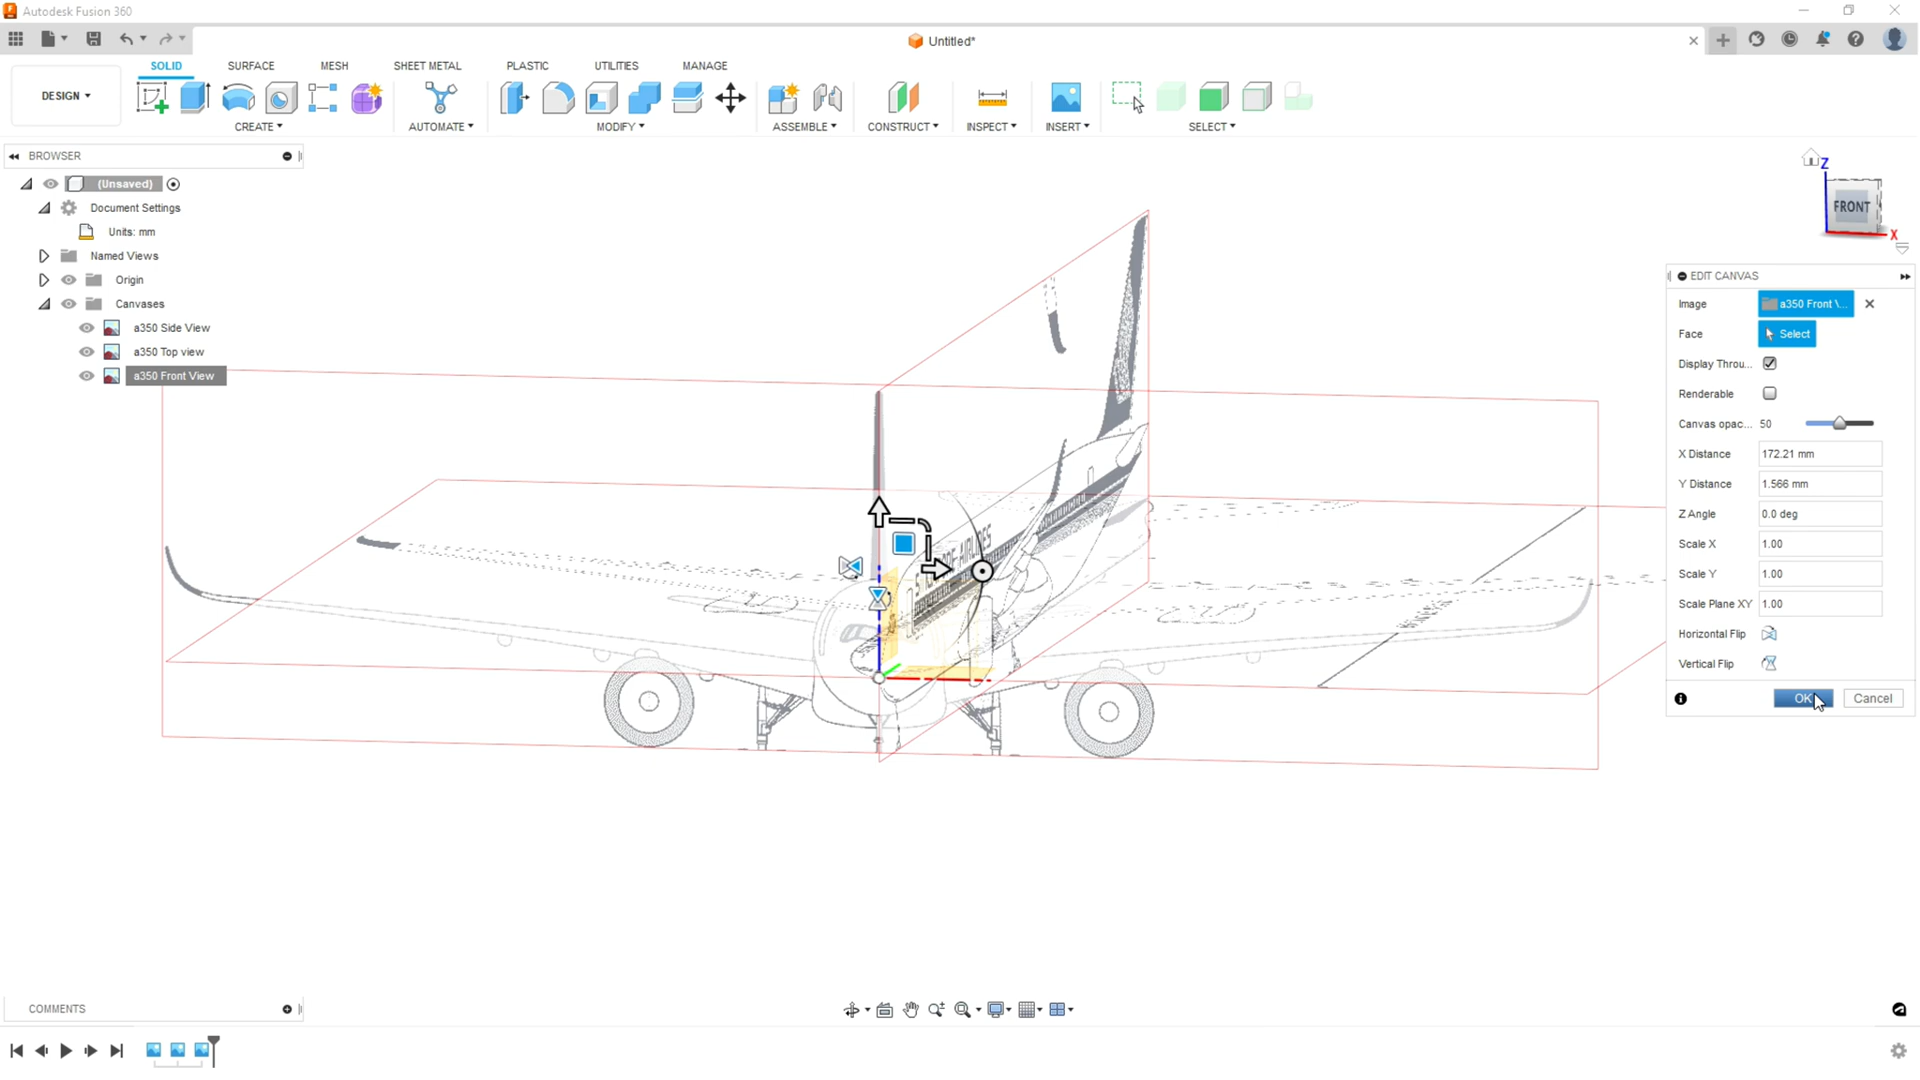 Autodesk Fusion 360
Untitled*
DESIGN
SOLID SURFACE MESH SHEET METAL PLASTIC UTILITIES MANAGE
CREATE AUTOMATE MODIFY ASSEMBLE CONSTRUCT INSPECT INSERT SELECT
BROWSER
(Unsaved)
Document Settings
Units: mm
Named Views
Origin
Canvases
a350 Side View
a350 Top view
a350 Front View
Z
FRONT
X
EDIT CANVAS
Image a350 Front \...
Face Select
Display Throu...
Renderable
Canvas opac... 50
X Distance 172.21 mm
Y Distance 1.566 mm
Z Angle 0.0 deg
Scale X 1.00
Scale Y 1.00
Scale Plane XY 1.00
Horizontal Flip
Vertical Flip
OK Cancel
COMMENTS